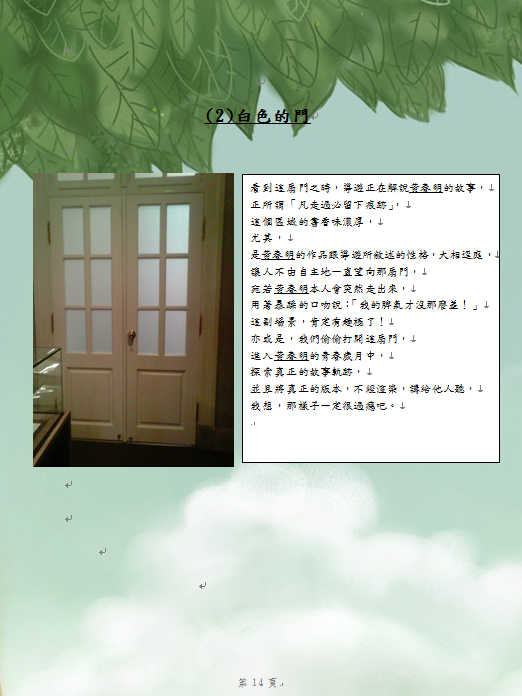 (2)白色的門
看到這扇門之時，導遊正在解說黃春明的故事，
正所謂「凡走過必留下痕跡」，
這個區域的書香味濃厚，
尤其，
是黃春明的作品跟導遊所敘述的性格，大相逕庭，
讓人不由自主地一直望向那扇門，
宛若黃春明本人會突然走出來，
用著暴躁的口吻說：「我的脾氣才沒那麼差！」
這副場景，肯定有趣極了！
亦或是，我們偷偷打開這扇門，
進入黃春明的青春歲月中，
探索真正的故事軌跡，
並且將真正的版本，不經渲染，講給他人聽，
我想，那樣子一定很過癮吧。
第 14 頁